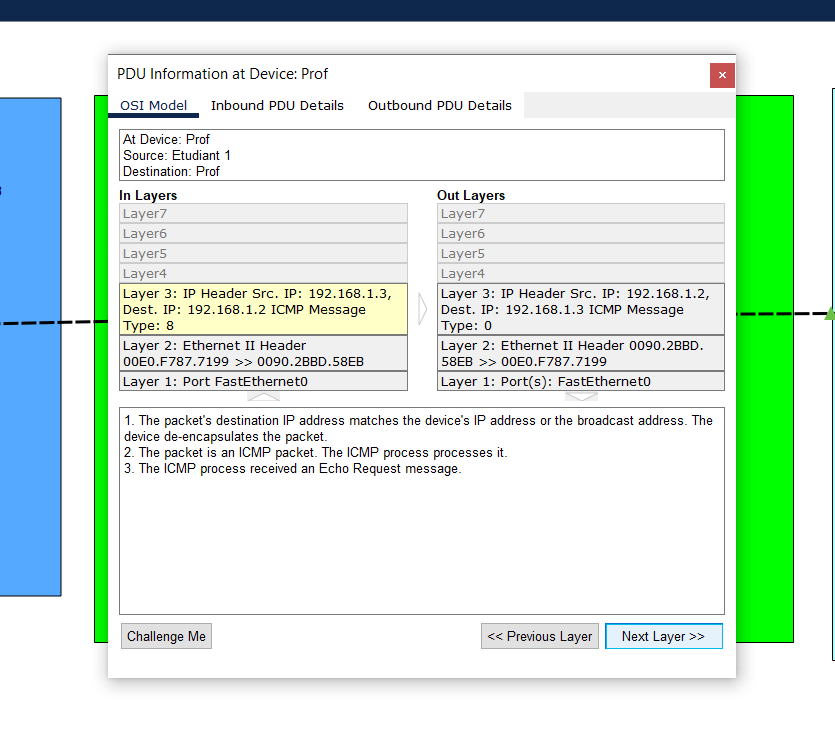 PDU Information at Device: Prof
×
OSI Model
Inbound PDU Details
Outbound PDU Details
At Device: Prof
Source: Etudiant 1
Destination: Prof
In Layers
Layer7
Layer6
Layer5
Layer4
Layer 3: IP Header Src. IP: 192.168.1.3,
Dest. IP: 192.168.1.2 ICMP Message
Type: 8
Layer 2: Ethernet II Header
00E0.F787.7199 >> 0090.2BBD.58EB
Layer 1: Port FastEthernet0
Out Layers
Layer7
Layer6
Layer5
Layer4
Layer 3: IP Header Src. IP: 192.168.1.2,
Dest. IP: 192.168.1.3 ICMP Message
Type: 0
Layer 2: Ethernet II Header 0090.2BBD.
58EB >> 00E0.F787.7199
Layer 1: Port(s): FastEthernet0
1. The packet's destination IP address matches the device's IP address or the broadcast address. The
device de-encapsulates the packet.
2. The packet is an ICMP packet. The ICMP process processes it.
3. The ICMP process received an Echo Request message.
Challenge Me
<< Previous Layer
Next Layer >>